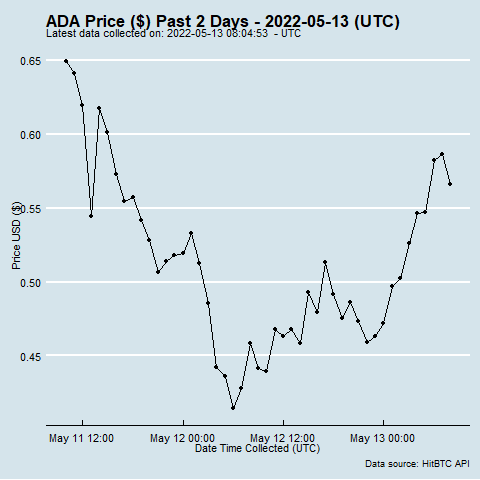 ADA Price ($) Past 2 Days - 2022-05-13 (UTC)
Latest data collected on: 2022-05-13 08:04:53 - UTC
0.65
0.60
0.55
0.50
0.45
Price USD ($)
May 11 12:00 May 12 00:00 May 12 12:00 May 13 00:00
Date Time Collected (UTC)
Data source: HitBTC API